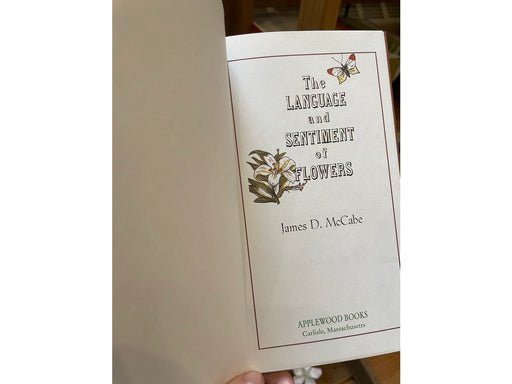 The
LANGUAGE
and
SENTIMENT
of
FLOWERS
James D. McCabe
APPLEWOOD BOOKS
Carlisle, Massachusetts